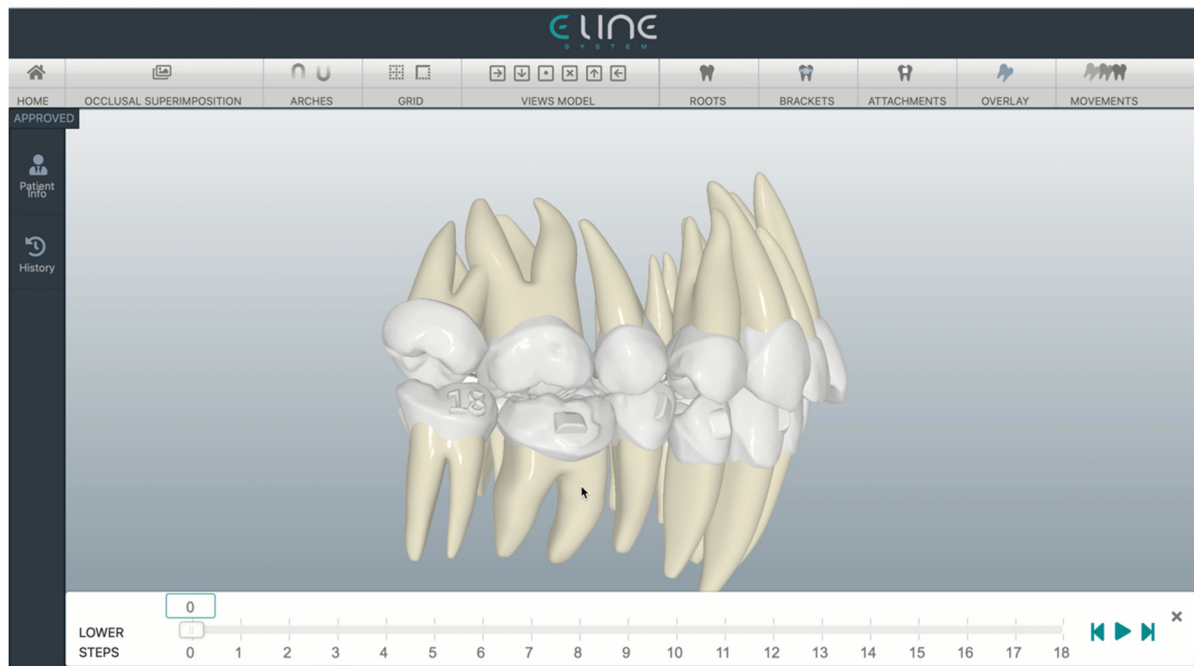 ELINE
SYSTEM
HOME OCCLUSAL SUPERIMPOSITION ARCHES GRID VIEWS MODEL ROOTS BRACKETS ATTACHMENTS OVERLAY MOVEMENTS
APPROVED
Patient
Info
History
18
0
LOWER
STEPS 0 1 2 3 4 5 6 7 8 9 10 11 12 13 14 15 16 17 18